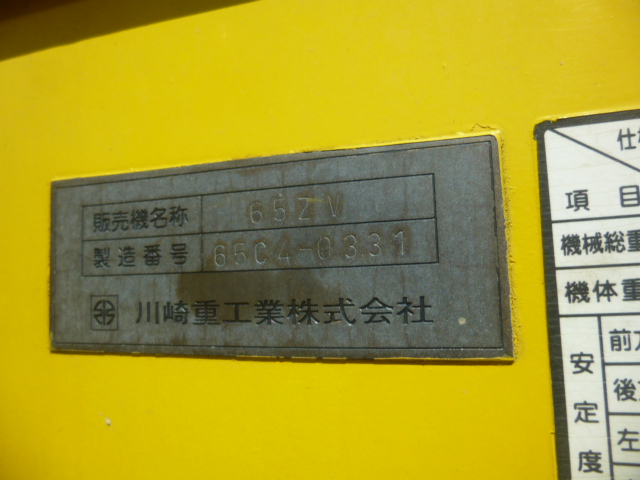 販売機名称 65ZV
製造番号 65C4-0331
川崎重工業株式会社
項目
機械総重
機体重
安定度
前
後
左